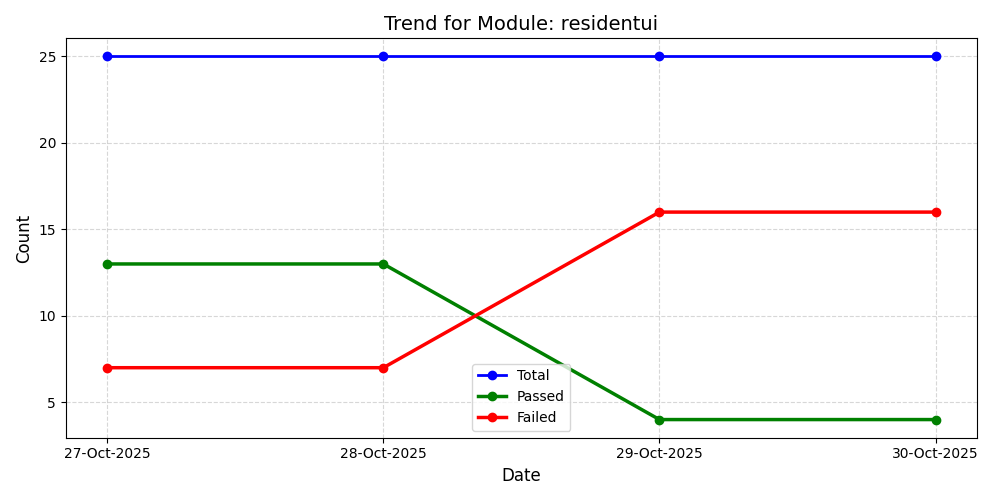 Trend for Module: residentui
Count
25
20
15
10
5
Total
Passed
Failed
27-Oct-2025
28-Oct-2025
29-Oct-2025
30-Oct-2025
Date